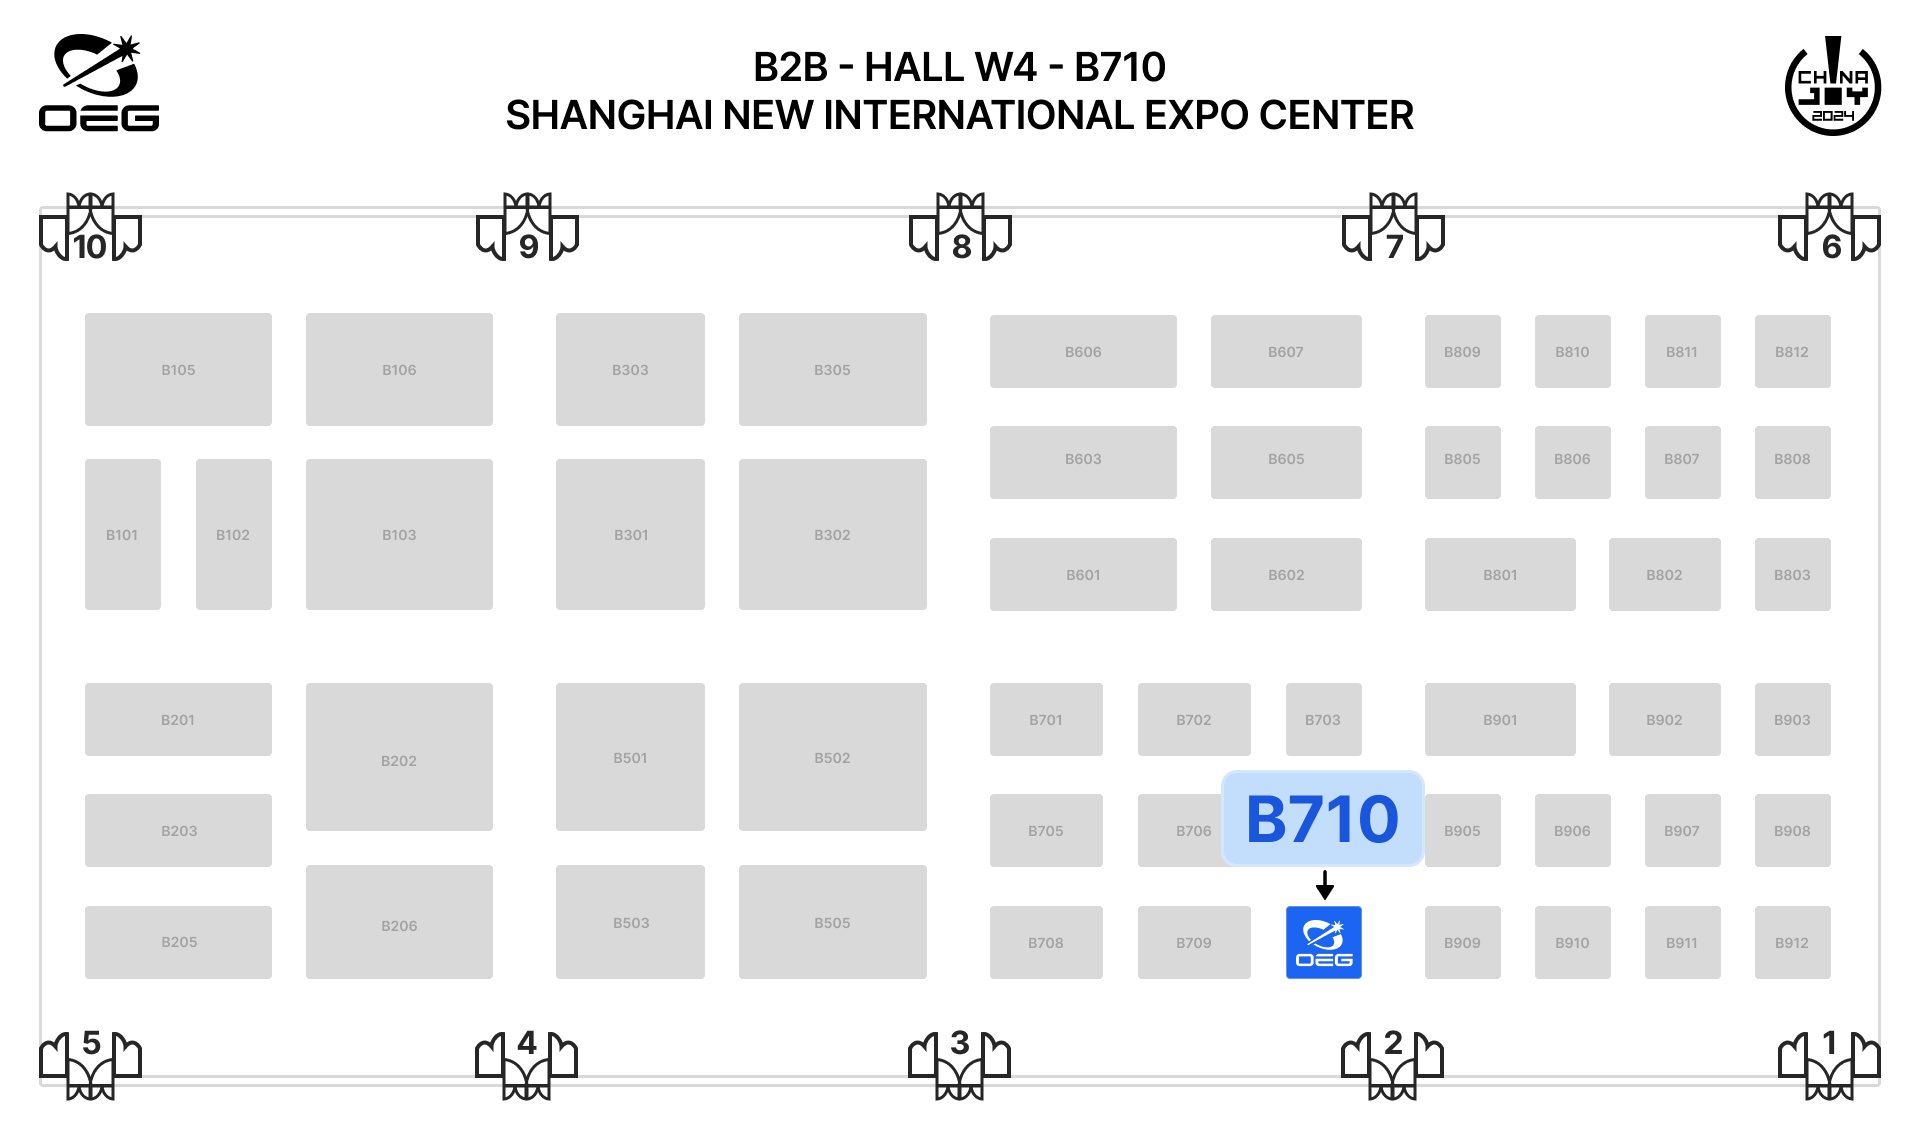 OEG
B2B - HALL W4 - B710
SHANGHAI NEW INTERNATIONAL EXPO CENTER
CHINA
JOY
2024
10 9 8 7 6
B105 B106 B303 B305 B606 B607 B809 B810 B811 B812
B603 B605 B805 B806 B807 B808
B101 B102 B103 B301 B302 B601 B602 B801 B802 B803
B201 B202 B501 B502 B701 B702 B703 B901 B902 B903
B203 B705 B706 B710 B905 B906 B907 B908
B205 B206 B503 B505 B708 B709 OEG B909 B910 B911 B912
5 4 3 2 1